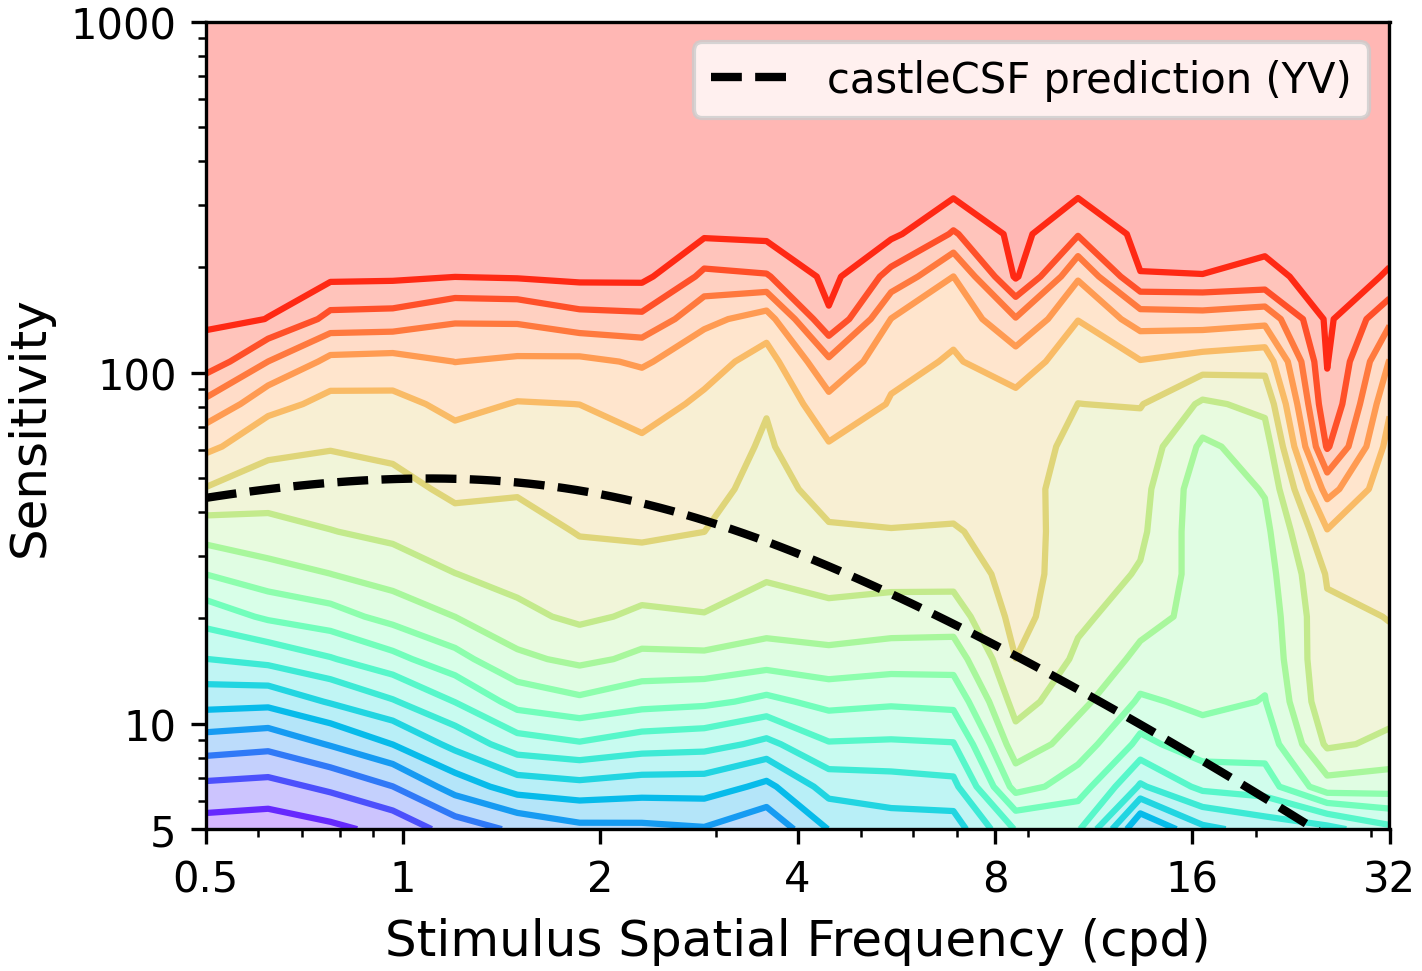 1000
100
10
5
Sensitivity
castleCSF prediction (YV)
0.5 1 2 4 8 16 32
Stimulus Spatial Frequency (cpd)